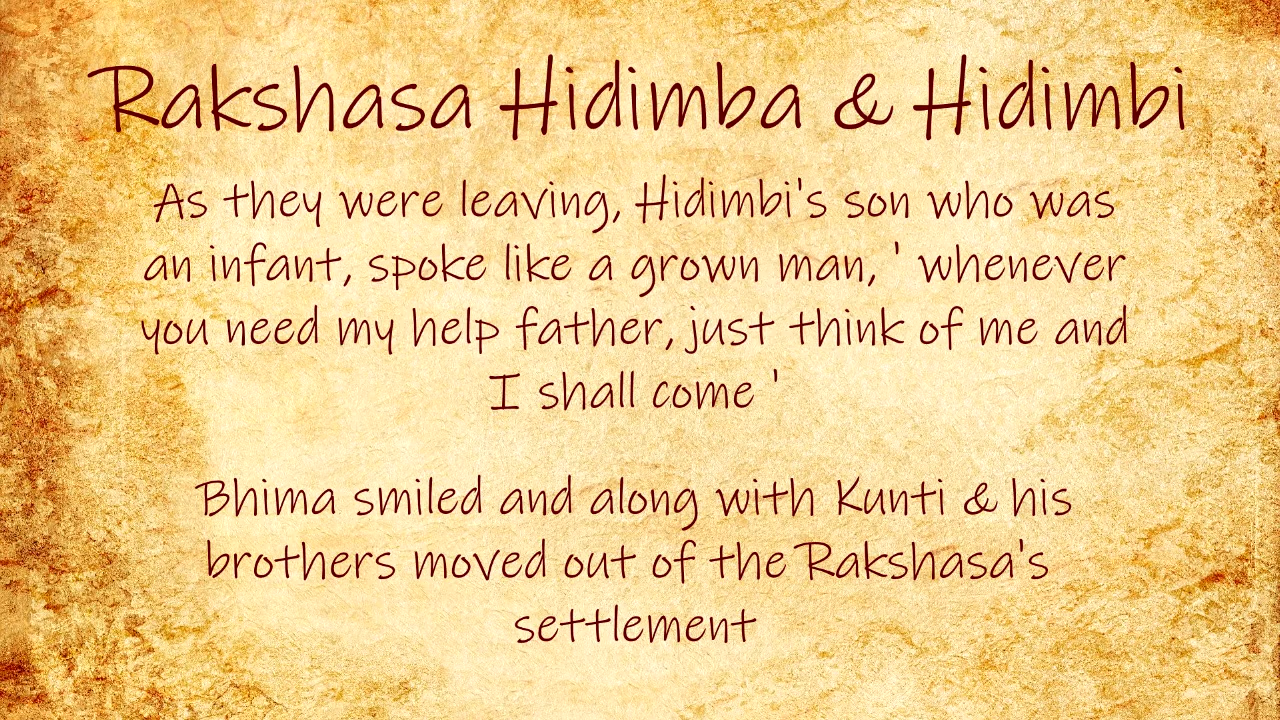 Rakshasa Hidimba & Hidimbi
As they were leaving, Hidimbi's son who was
an infant, spoke like a grown man, ' whenever
you need my help father, just think of me and
I shall come '
Bhima smiled and along with Kunti & his
brothers moved out of the Rakshasa's
settlement